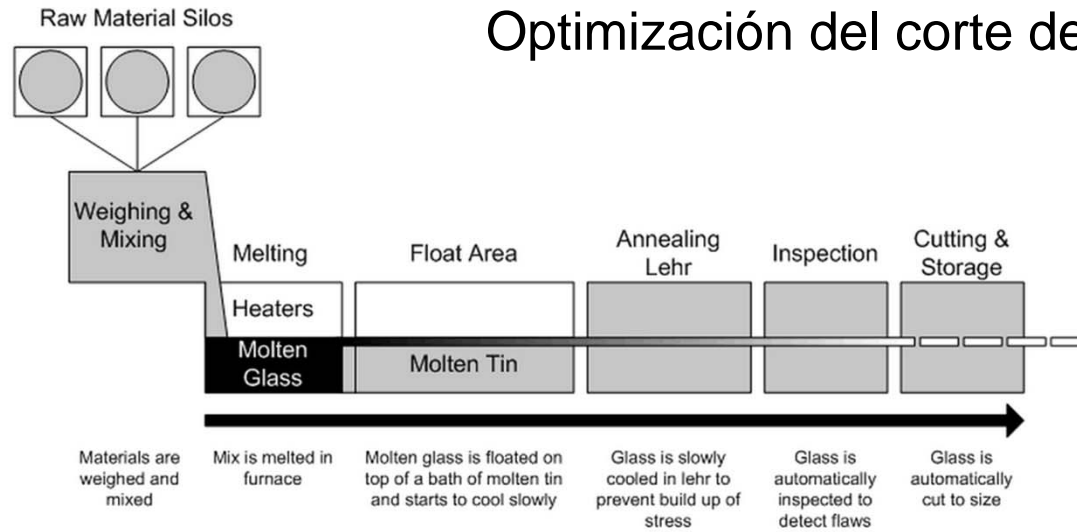 Raw Material Silos
Optimización del corte de
Weighing &
Mixing
Melting
Float Area
Annealing
Lehr
Inspection
Cutting &
Storage
Heaters
Molten
Glass
Molten Tin
Materials are
weighed and
mixed
Mix is melted in
furnace
Molten glass is floated on
top of a bath of molten tin
and starts to cool slowly
Glass is slowly
cooled in lehr to
prevent build up of
stress
Glass is
automatically
inspected to
detect flaws
Glass is
automatically
cut to size